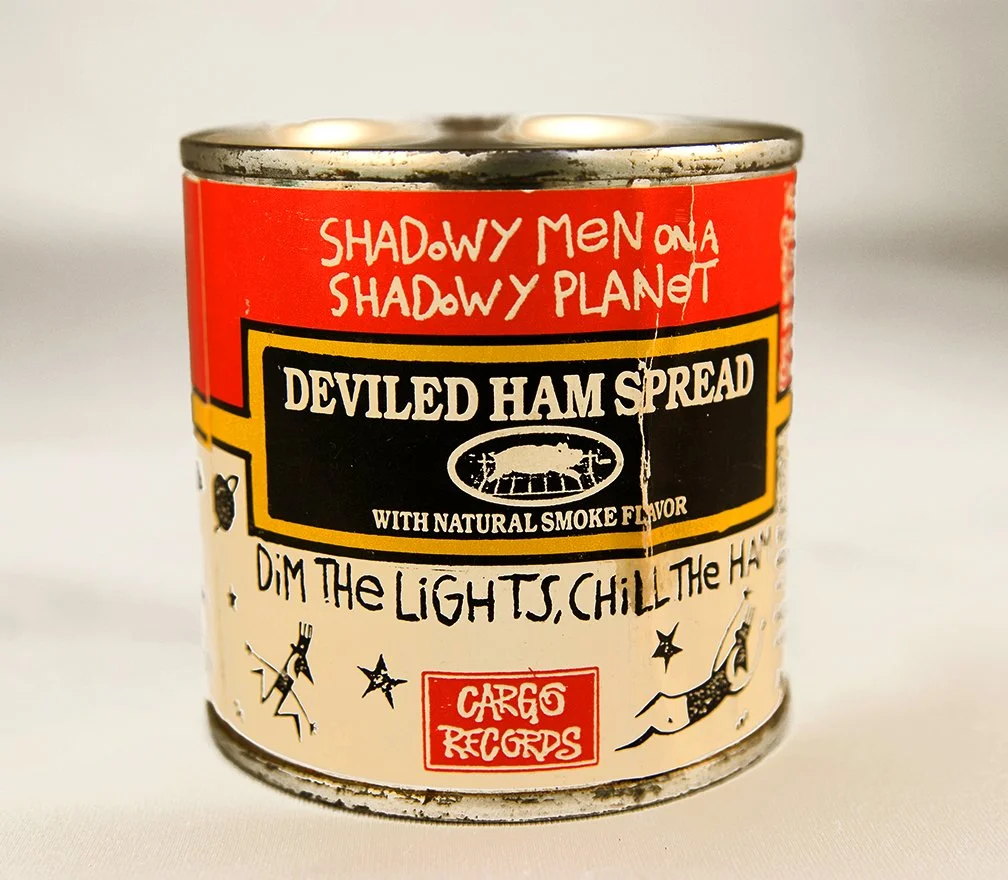 SHADoWY MeN oN A
SHADoWY PLANeT
DEVILED HAM SPREAD
WITH NATURAL SMOKE FLAVOR
DiM THe LiGHTS, CHiLL THe HAM
CARGO
RECORDS